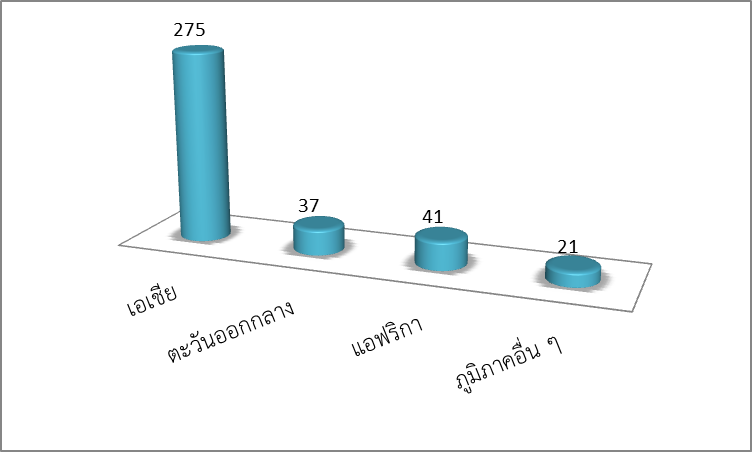 275
37
41
21
เอเชีย
ตะวันออกกลาง
แอฟริกา
ภูมิภาคอื่น ๆ